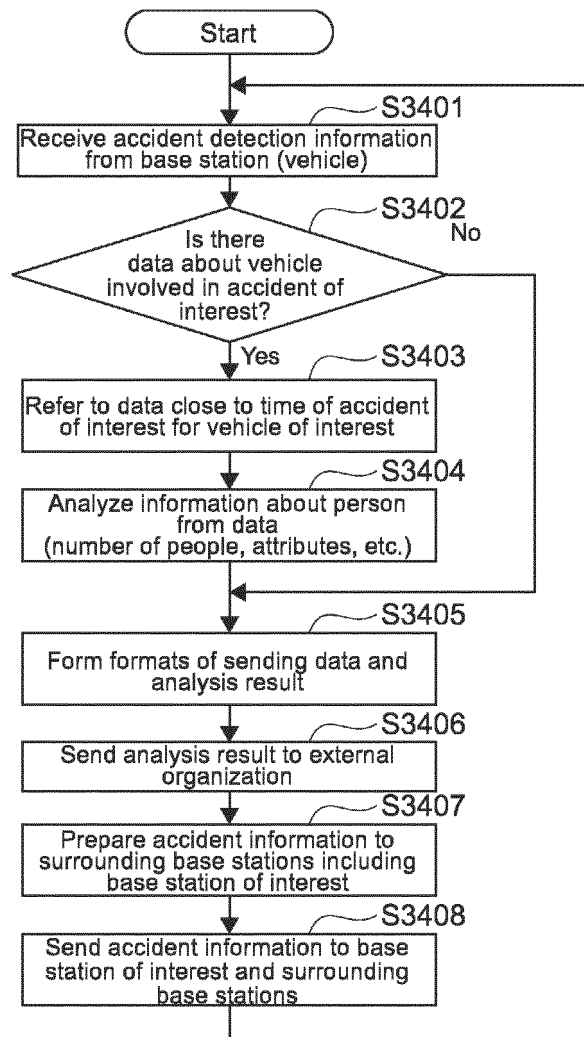 Start
S3401
Receive accident detection information
from base station (vehicle)
S3402
No
Is there
data about vehicle
involved in accident of
interest?
Yes
S3403
Refer to data close to time of accident
of interest for vehicle of interest
S3404
Analyze information about person
from data
(number of people, attributes, etc.)
S3405
Form formats of sending data and
analysis result
S3406
Send analysis result to external
organization
S3407
Prepare accident information to
surrounding base stations including
base station of interest
S3408
Send accident information to base
station of interest and surrounding
base stations